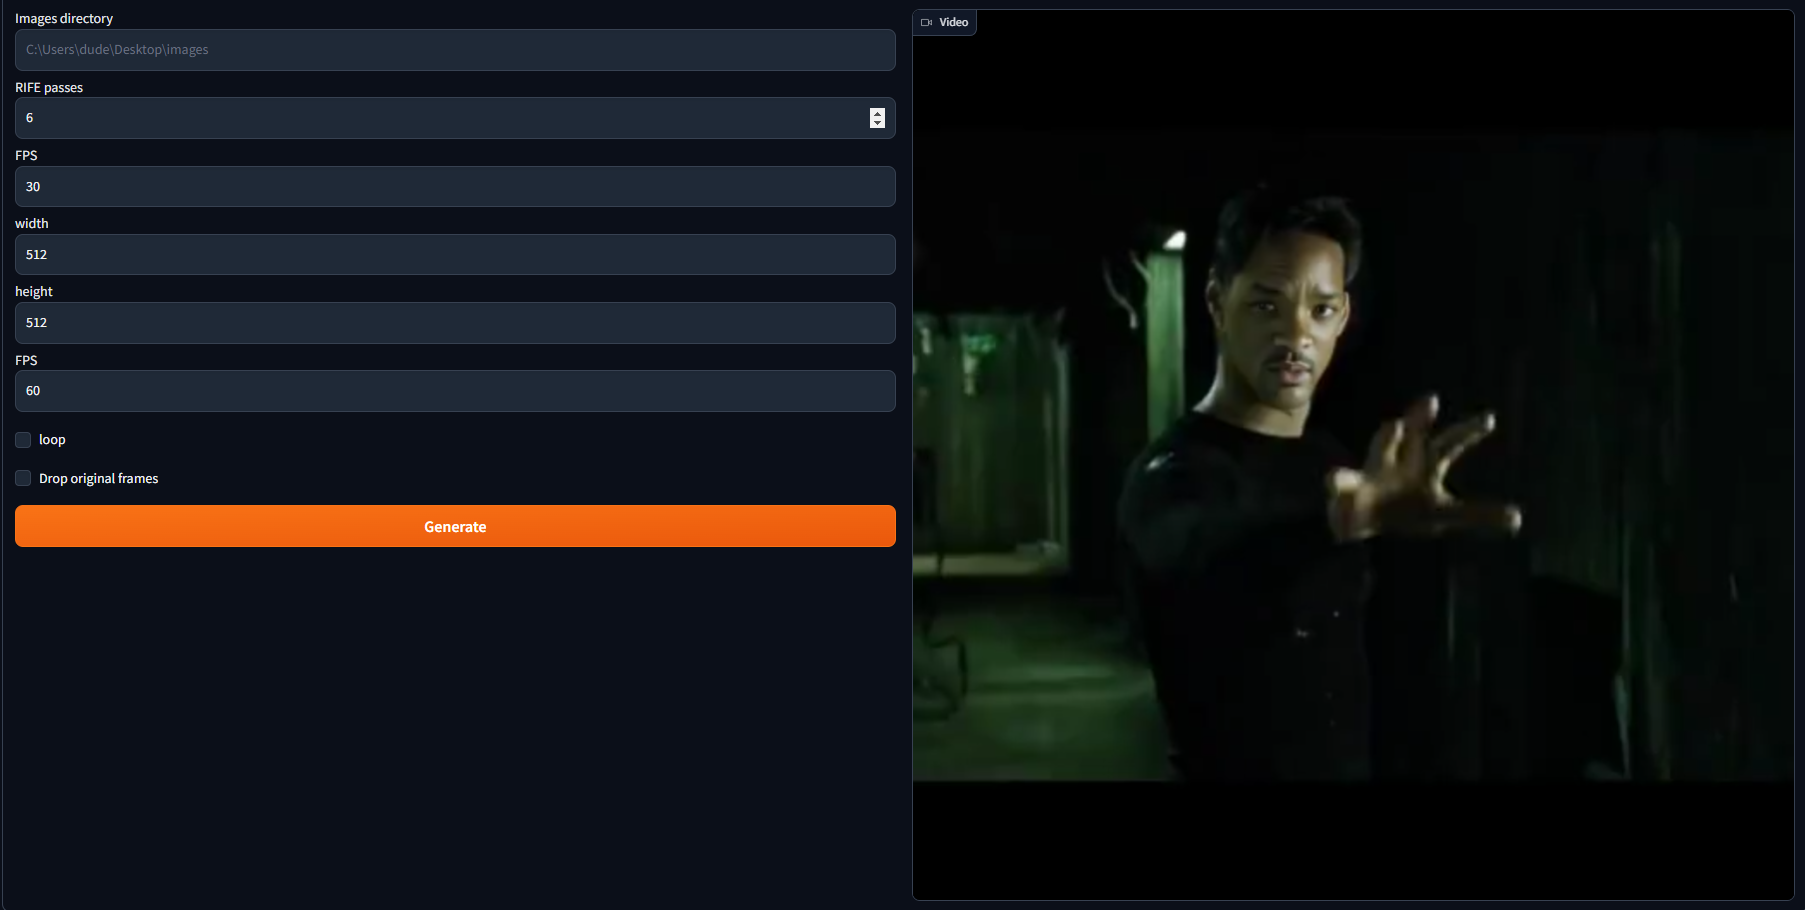 Images directory
C:\Users\dude\Desktop\images
RIFE passes
6
FPS
30
width
512
height
512
FPS
60
loop
Drop original frames
Generate
Video